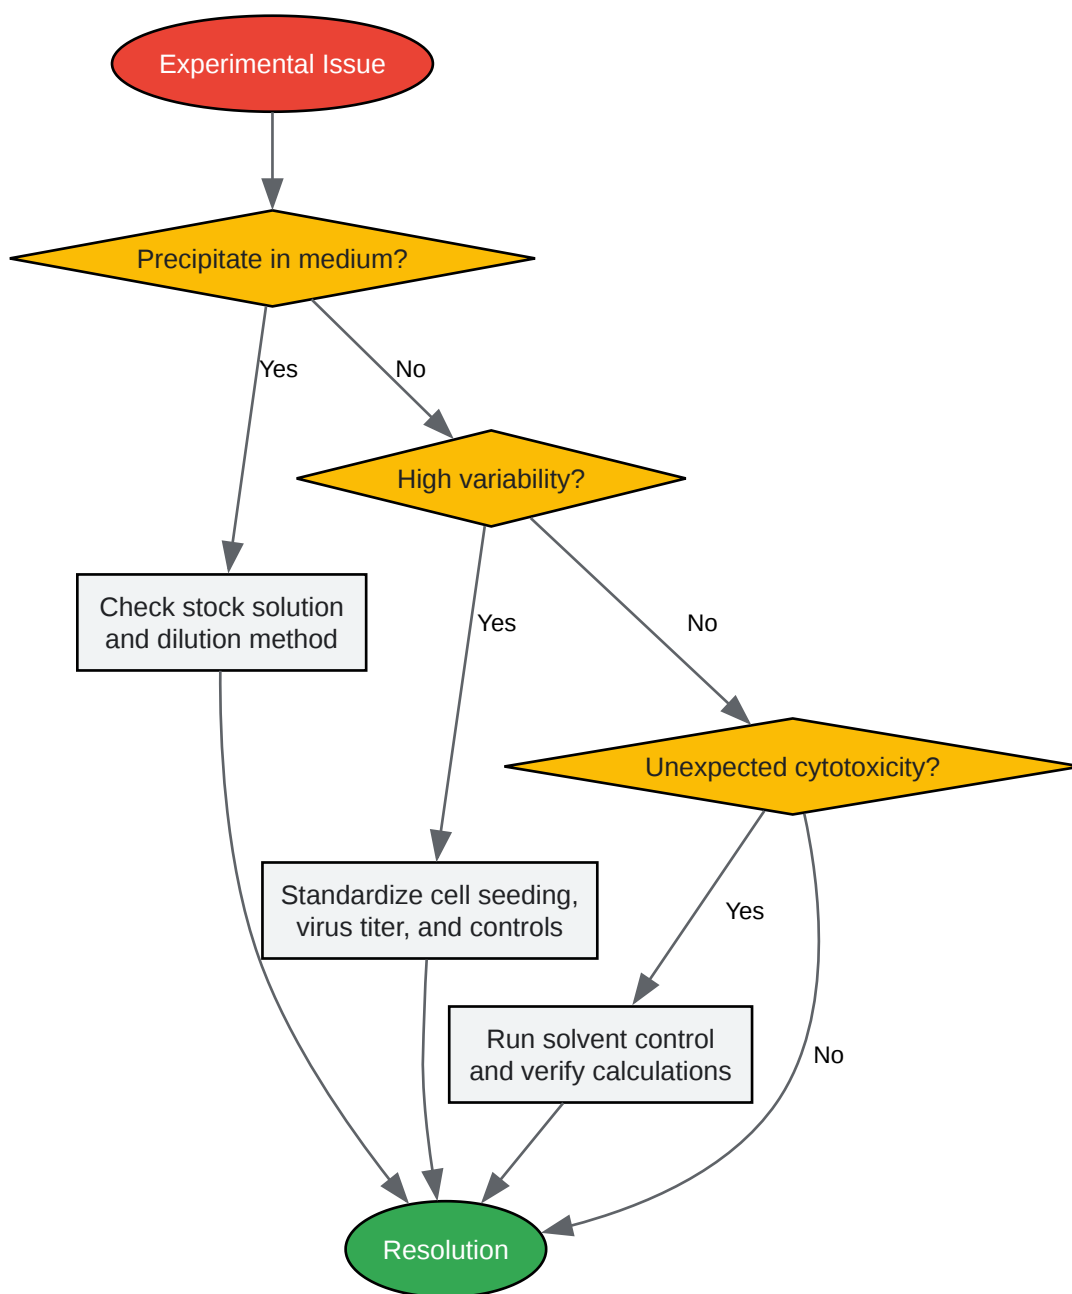 Experimental Issue
Precipitate in medium?
Yes
No
High variability?
Check stock solution
and dilution method
Yes
No
Unexpected cytotoxicity?
Standardize cell seeding,
virus titer, and controls
Yes
Run solvent control
and verify calculations
No
Resolution